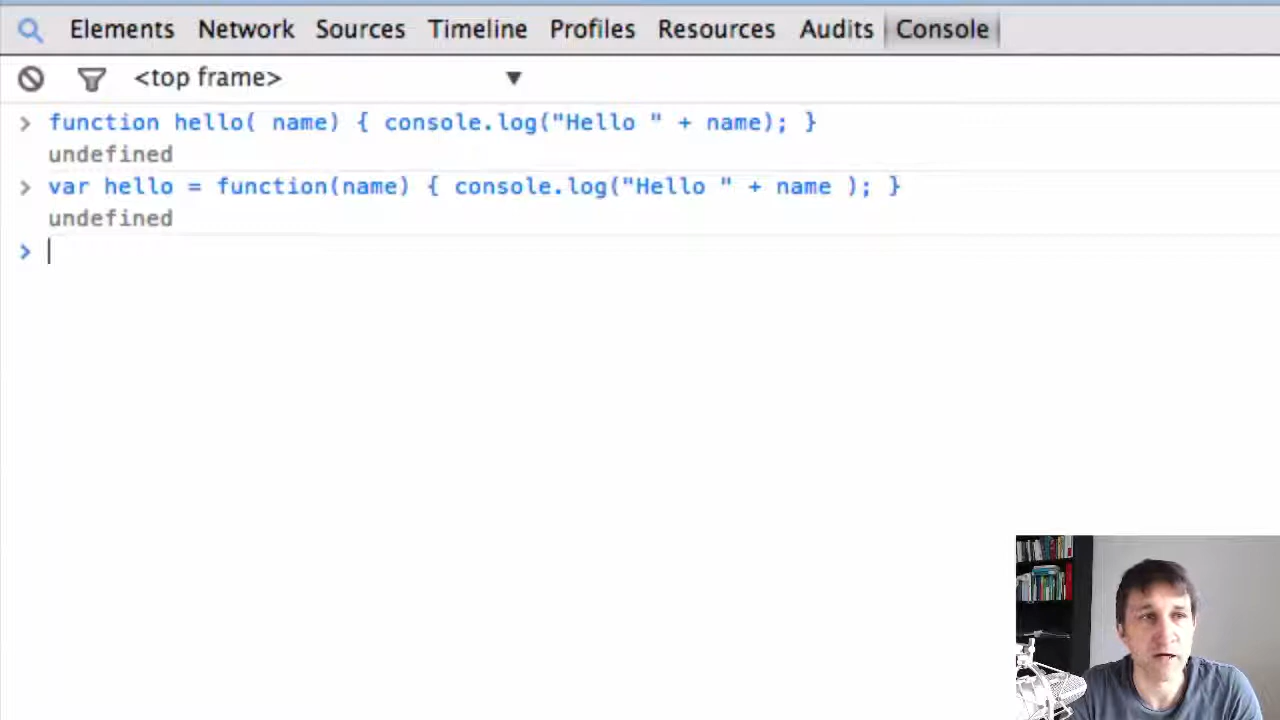 Elements Network Sources Timeline Profiles Resources Audits Console
<top frame>
function hello( name) { console.log("Hello " + name); }
undefined
var hello = function(name) { console.log("Hello " + name ); }
undefined